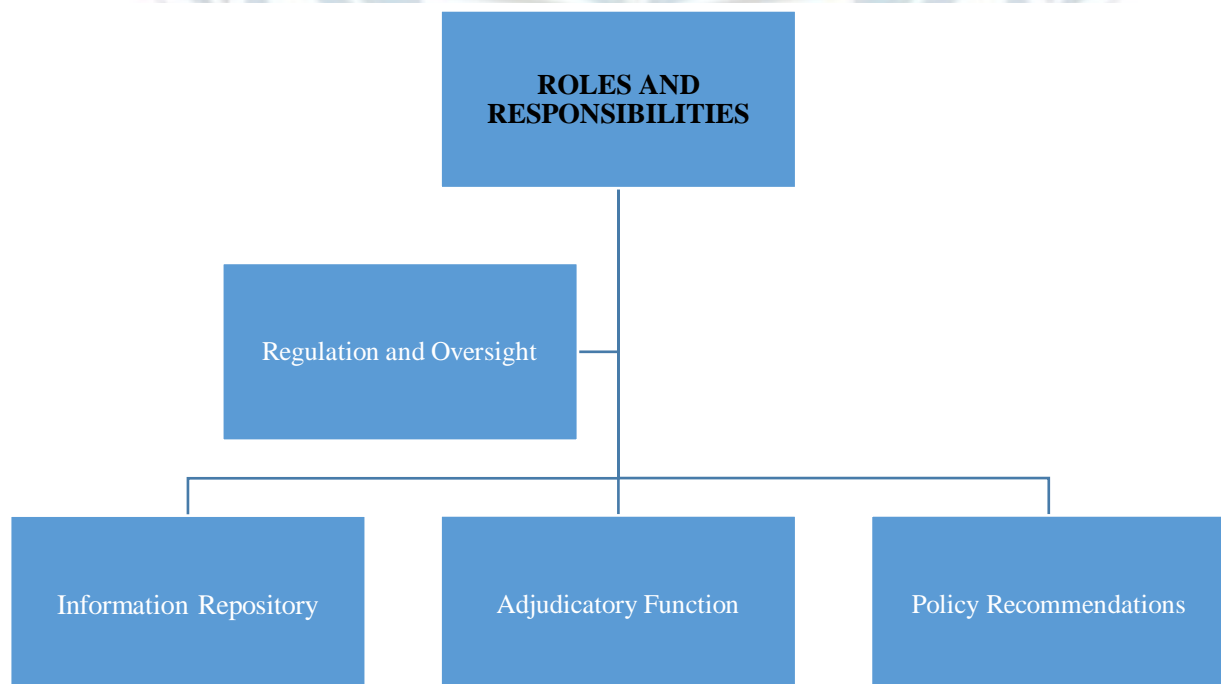 ROLES AND
RESPONSIBILITIES
Regulation and Oversight
Information Repository
Adjudicatory Function
Policy Recommendations